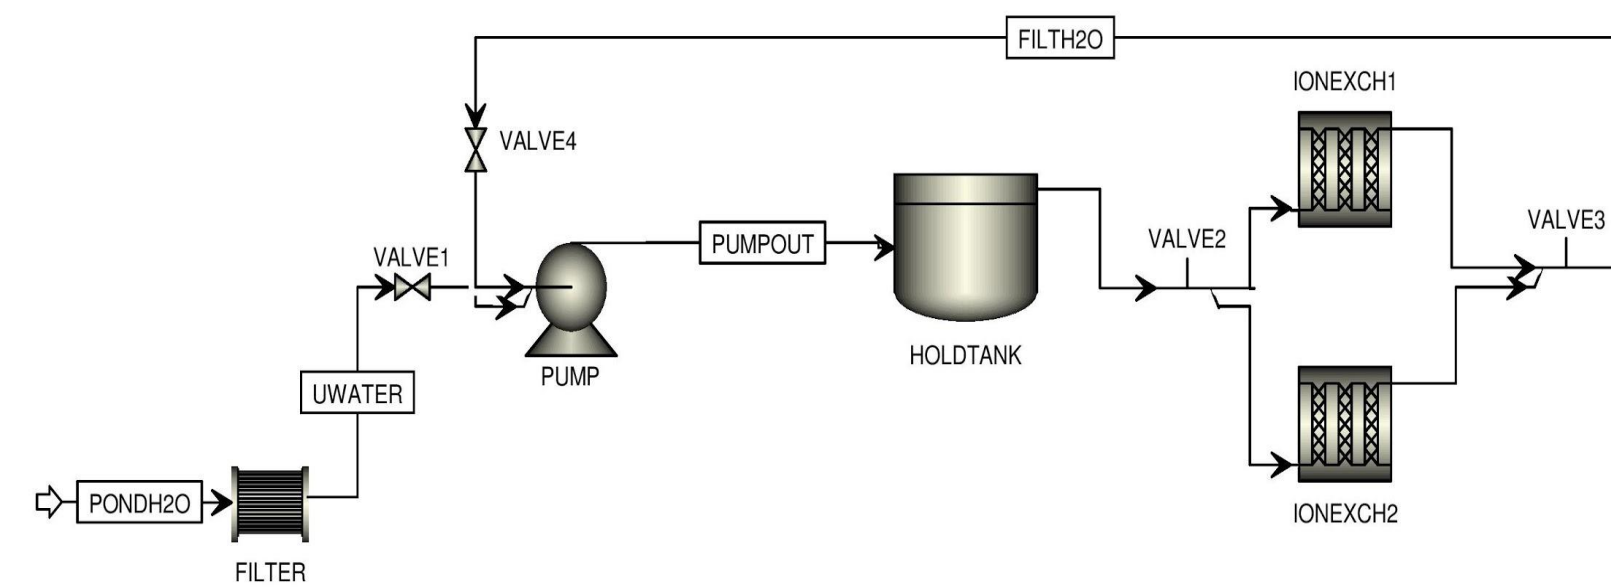 FILTH2O
IONEXCH1
VALVE4
VALVE3
VALVE2
PUMPOUT
VALVE1
HOLDTANK
PUMP
UWATER
PONDH2O
IONEXCH2
FILTER